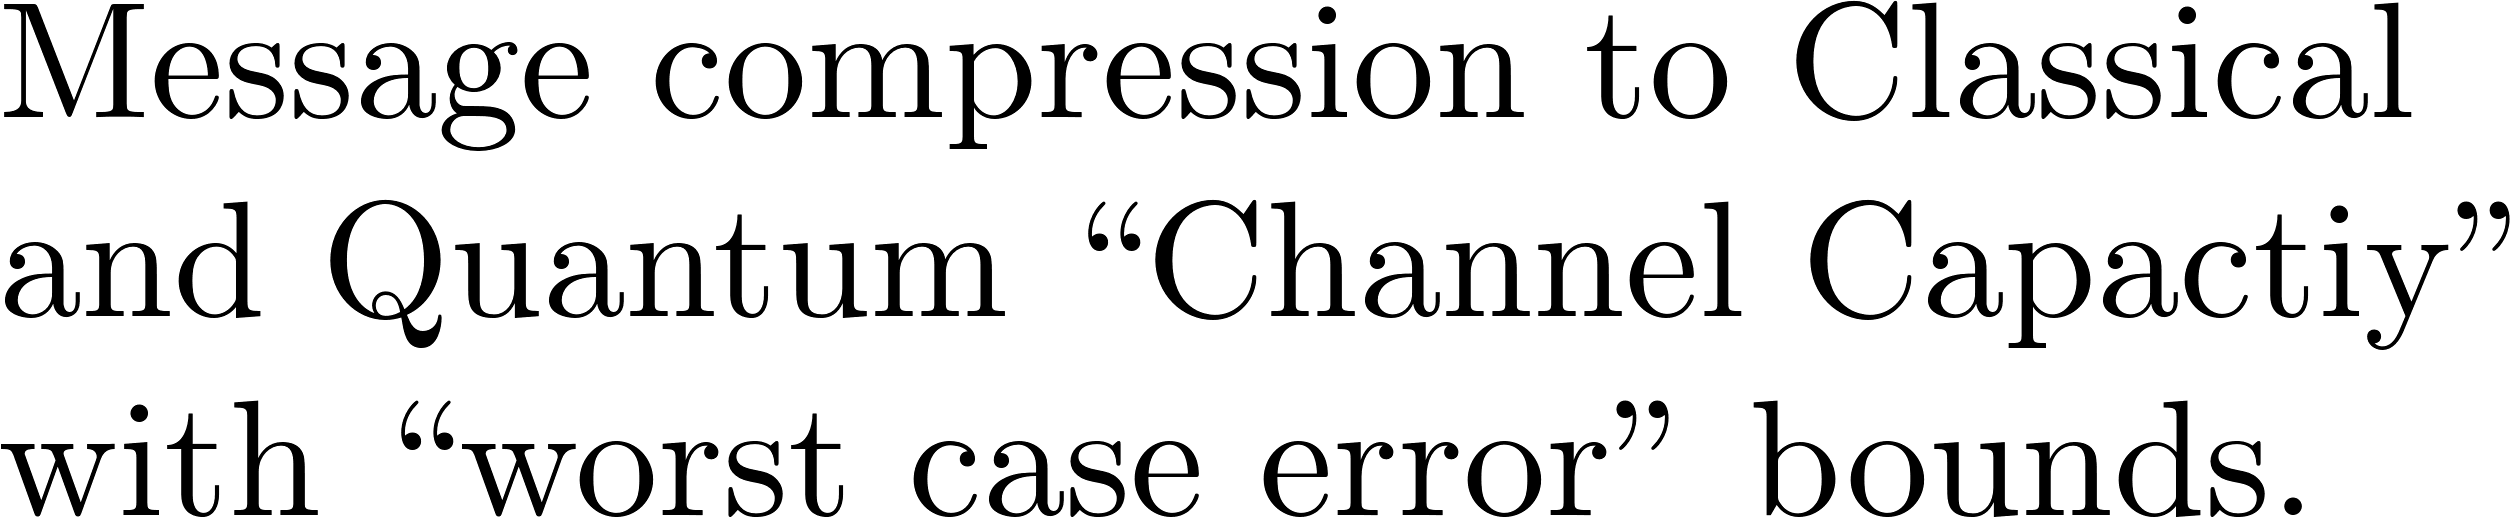 Message compression to Classical
and Quantum “Channel Capactiy”
with “worst case error” bounds.